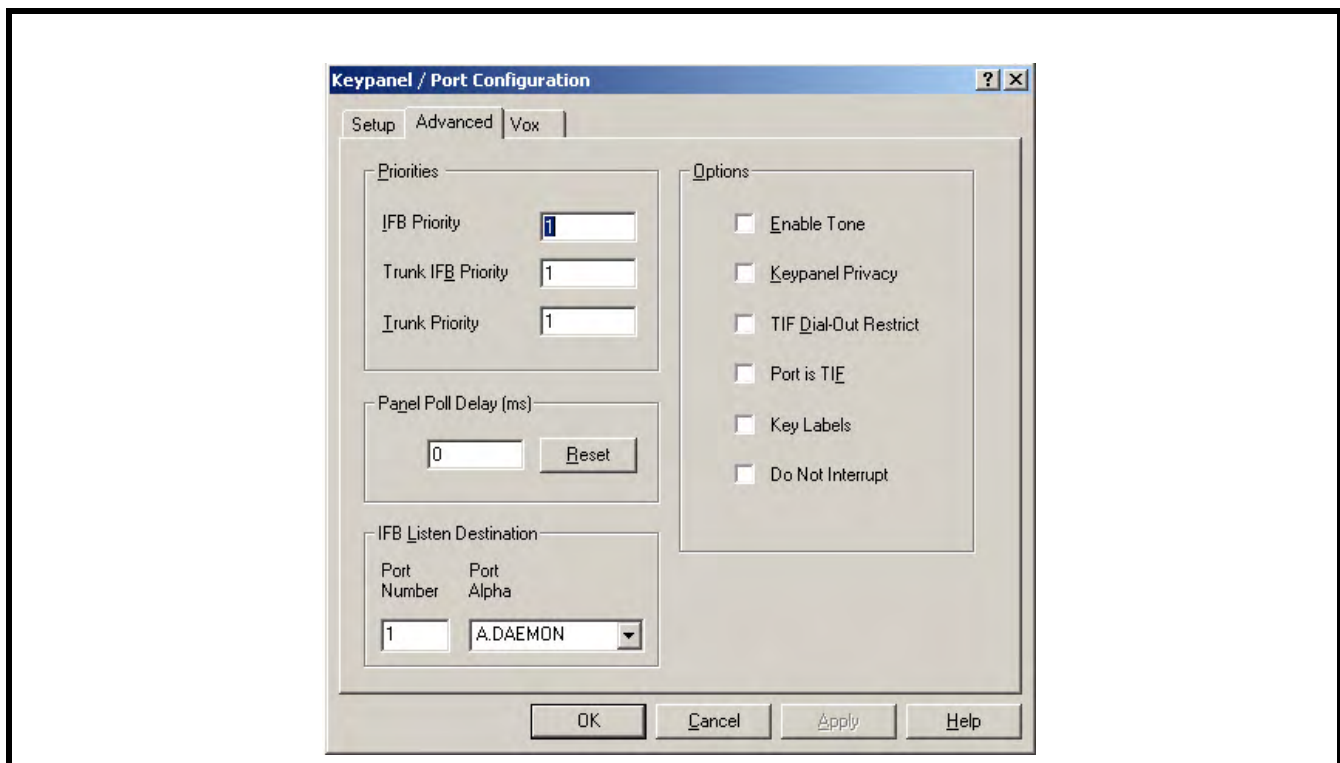 Keypanel / Port Configuration
Setup
Advanced
Vox
Priorities
IFB Priority
1
Trunk IFB Priority
1
Trunk Priority
1
Panel Poll Delay (ms)
0
Reset
IFB Listen Destination
Port Number
Port Alpha
1
A.DAEMON
Options
Enable Tone
Keypanel Privacy
TIF Dial-Out Restrict
Port is TIF
Key Labels
Do Not Interrupt
OK
Cancel
Apply
Help